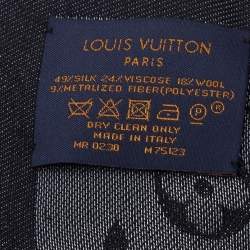 LOUIS VUITTON
PARIS
49%SILK 24%VISCOSE 18%WOOL
9%METALIZED FIBER(POLYESTER)
P
DRY CLEAN ONLY
MADE IN ITALY
MR 0238 M75123